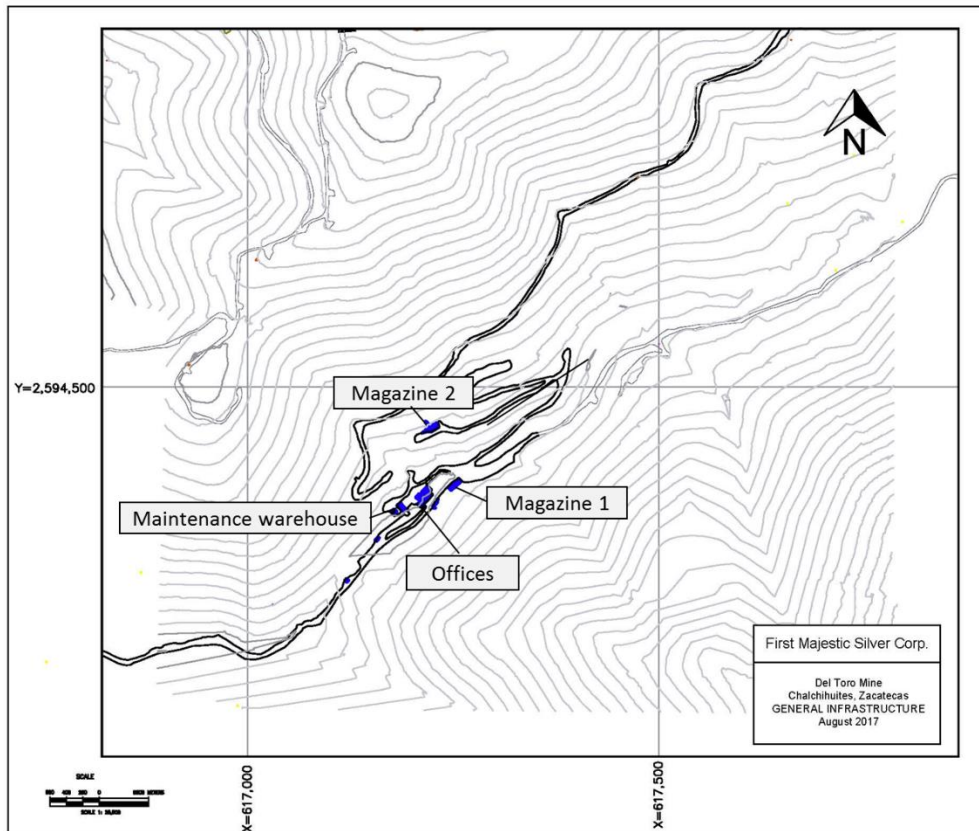 N
Y=2,594,500
Magazine 2
Maintenance warehouse
Magazine 1
Offices
First Majestic Silver Corp.
Del Toro Mine
Chalchihuites, Zacatecas
GENERAL INFRASTRUCTURE
August 2017
SCALE
X=617,000
X=617,500